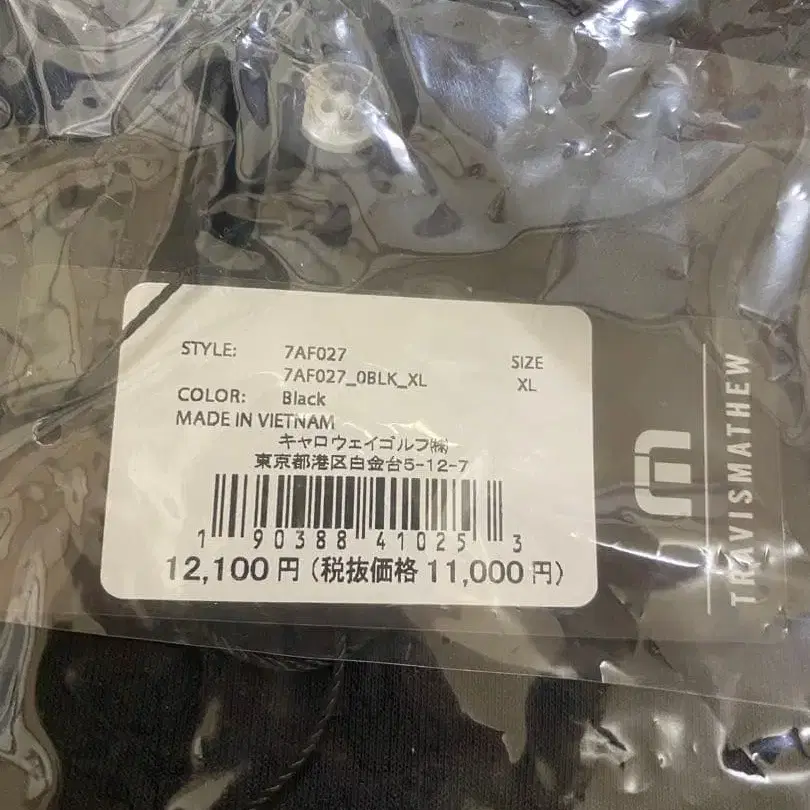 STYLE: 7AF027
7AF027_0BLK_XL
SIZE
XL
COLOR: Black
MADE IN VIETNAM
キャロウェイゴルフ㈱
東京都港区白金台5-12-7
1 90388 41025 3
12,100円(税抜価格 11,000円)
TRAVISMATHEW